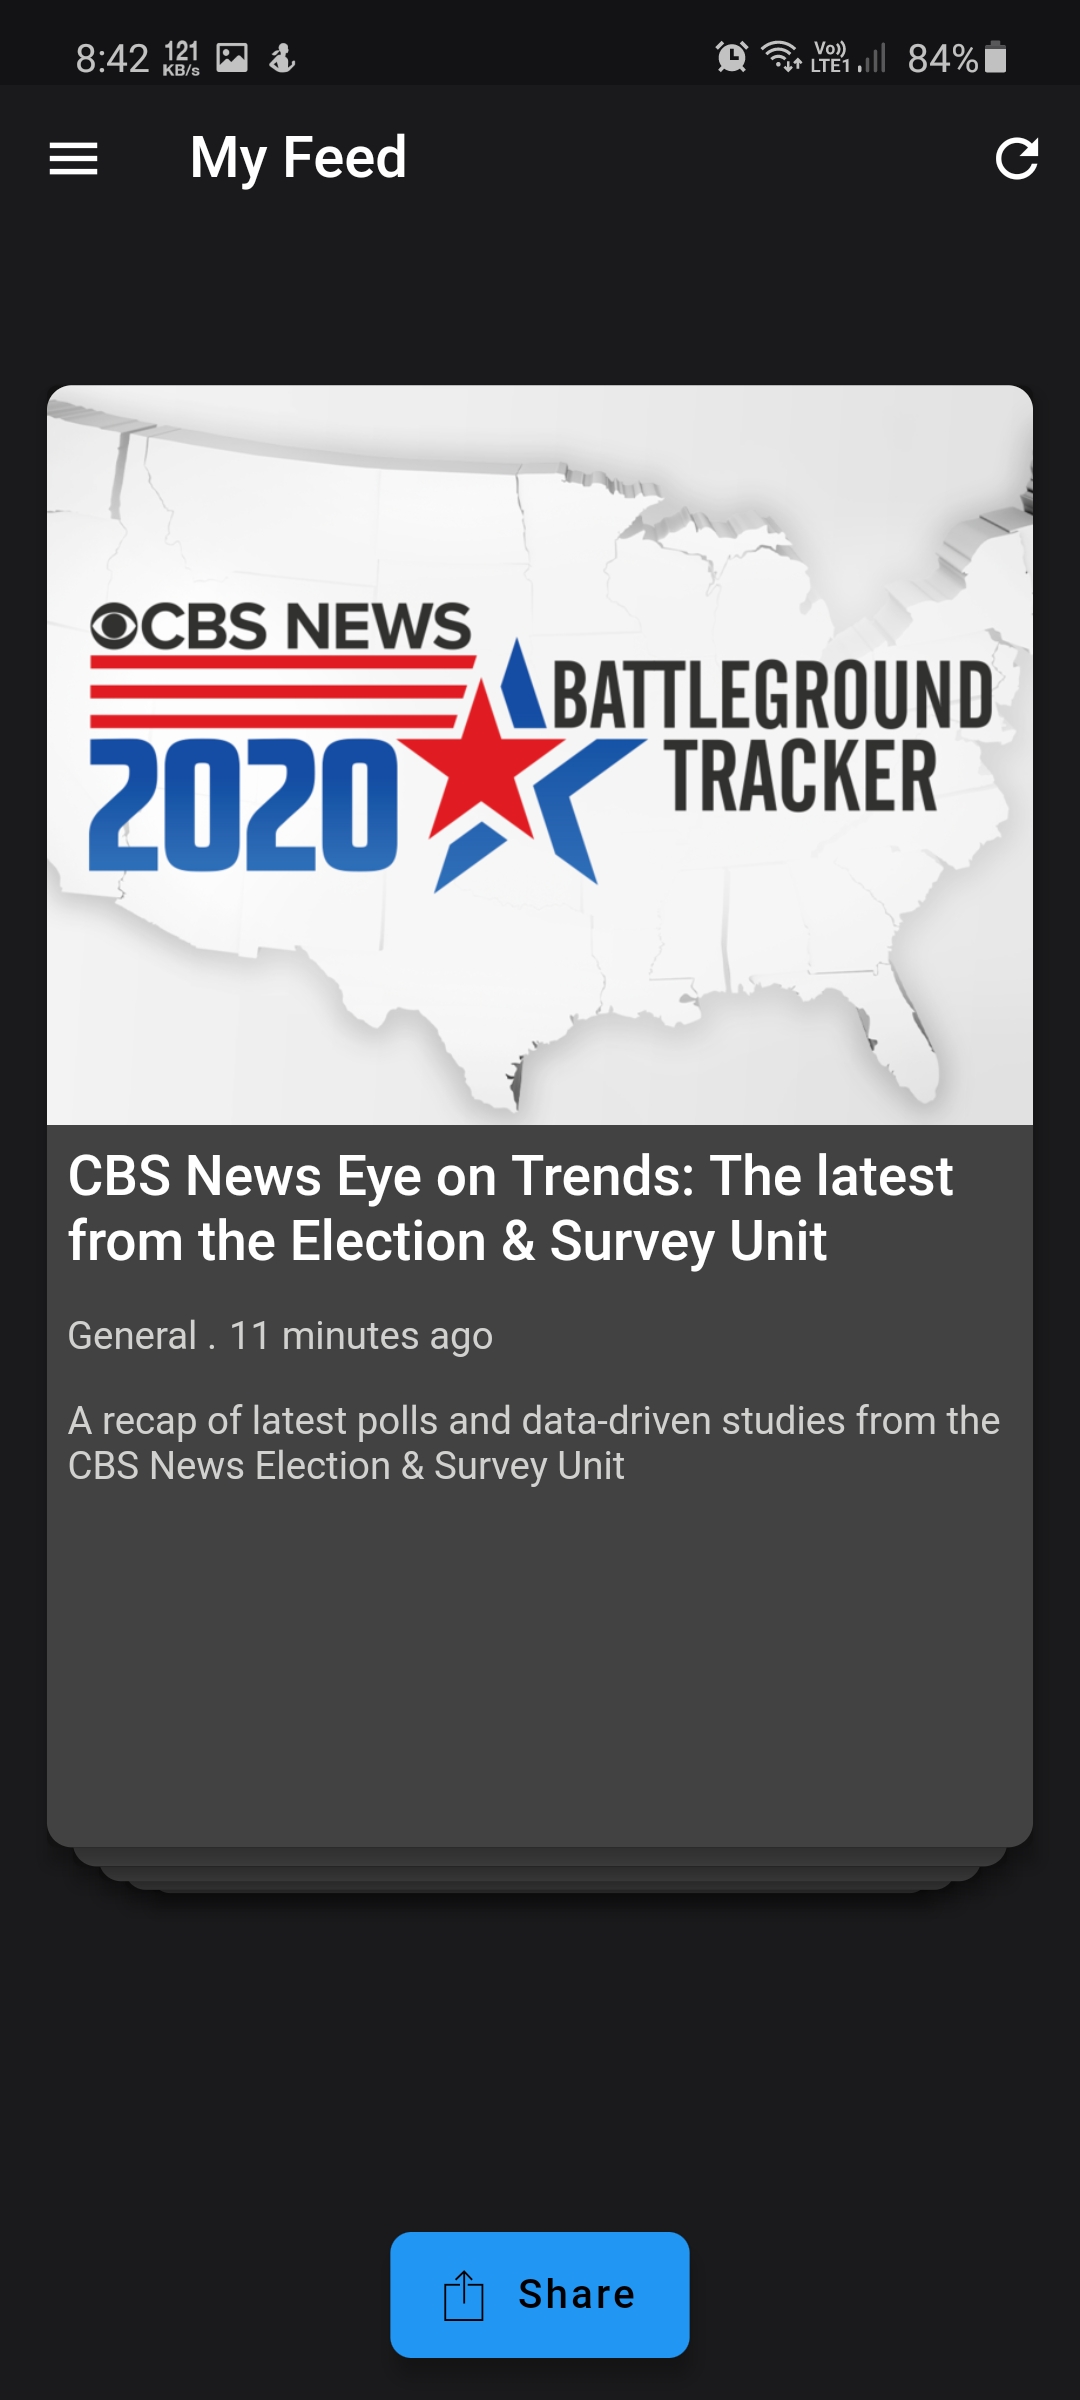 8:42 121 KB/s Vo)) LTE1 84%
My Feed
CBS NEWS
BATTLEGROUND
2020 TRACKER
CBS News Eye on Trends: The latest
from the Election & Survey Unit
General . 11 minutes ago
A recap of latest polls and data-driven studies from the
CBS News Election & Survey Unit
Share